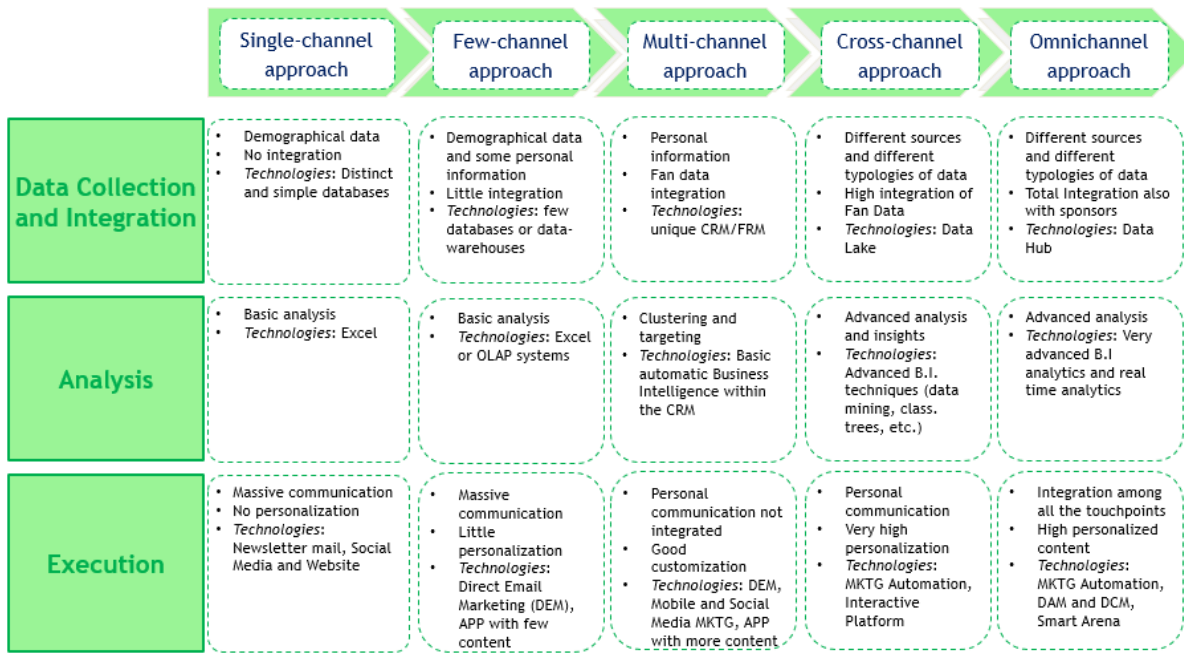 Single-channel
approach
Few-channel
approach
Multi-channel
approach
Cross-channel
approach
Omnichannel
approach
Data Collection
and Integration
• Demographical data
• No integration
• Technologies: Distinct
and simple databases
• Demographical data
and some personal
information
• Little integration
• Technologies: few
databases or data-
warehouses
• Personal
information
• Fan data
integration
• Technologies:
unique CRM/FRM
• Different sources
and different
typologies of data
• High integration of
Fan Data
• Technologies: Data
Lake
• Different sources
and different
typologies of data
• Total Integration also
with sponsors
• Technologies: Data
Hub
Analysis
• Basic analysis
• Technologies: Excel
• Basic analysis
• Technologies: Excel
or OLAP systems
• Clustering and
targeting
• Technologies: Basic
automatic Business
Intelligence within
the CRM
• Advanced analysis
and insights
• Technologies:
Advanced B.I.
techniques (data
mining, class.
trees, etc.)
• Advanced analysis
• Technologies: Very
advanced B.I
analytics and real
time analytics
Execution
• Massive communication
• No personalization
• Technologies:
Newsletter mail, Social
Media and Website
• Massive
communication
• Little
personalization
• Technologies:
Direct Email
Marketing (DEM),
APP with few
content
• Personal
communication not
integrated
• Good
customization
• Technologies: DEM,
Mobile and Social
Media MKTG, APP
with more content
• Personal
communication
• Very high
personalization
• Technologies:
MKTG Automation,
Interactive
Platform
• Integration among
all the touchpoints
• High personalized
content
• Technologies:
MKTG Automation,
DAM and DCM,
Smart Arena